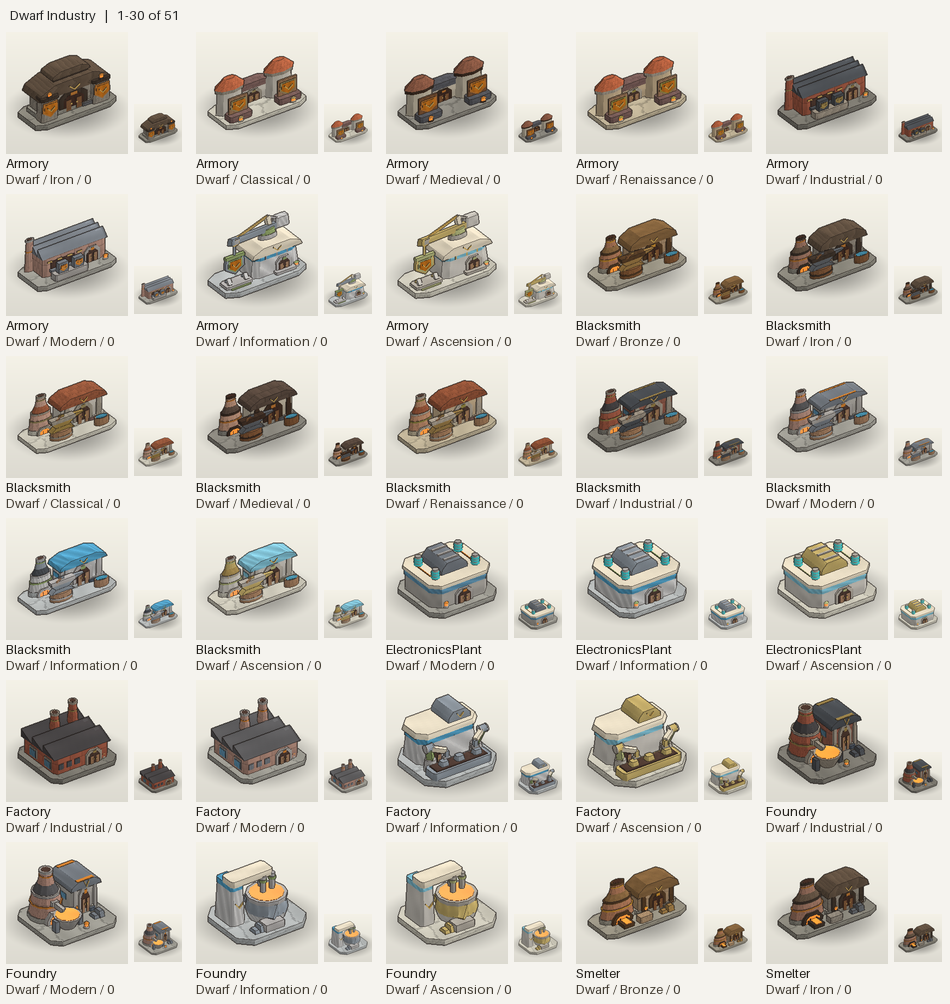 Dwarf Industry | 1-30 of 51
Armory
Dwarf / Iron / 0
Armory
Dwarf / Classical / 0
Armory
Dwarf / Medieval / 0
Armory
Dwarf / Renaissance / 0
Armory
Dwarf / Industrial / 0
Armory
Dwarf / Modern / 0
Armory
Dwarf / Information / 0
Armory
Dwarf / Ascension / 0
Blacksmith
Dwarf / Bronze / 0
Blacksmith
Dwarf / Iron / 0
Blacksmith
Dwarf / Classical / 0
Blacksmith
Dwarf / Medieval / 0
Blacksmith
Dwarf / Renaissance / 0
Blacksmith
Dwarf / Industrial / 0
Blacksmith
Dwarf / Modern / 0
Blacksmith
Dwarf / Information / 0
Blacksmith
Dwarf / Ascension / 0
ElectronicsPlant
Dwarf / Modern / 0
ElectronicsPlant
Dwarf / Information / 0
ElectronicsPlant
Dwarf / Ascension / 0
Factory
Dwarf / Industrial / 0
Factory
Dwarf / Modern / 0
Factory
Dwarf / Information / 0
Factory
Dwarf / Ascension / 0
Foundry
Dwarf / Industrial / 0
Foundry
Dwarf / Modern / 0
Foundry
Dwarf / Information / 0
Foundry
Dwarf / Ascension / 0
Smelter
Dwarf / Bronze / 0
Smelter
Dwarf / Iron / 0